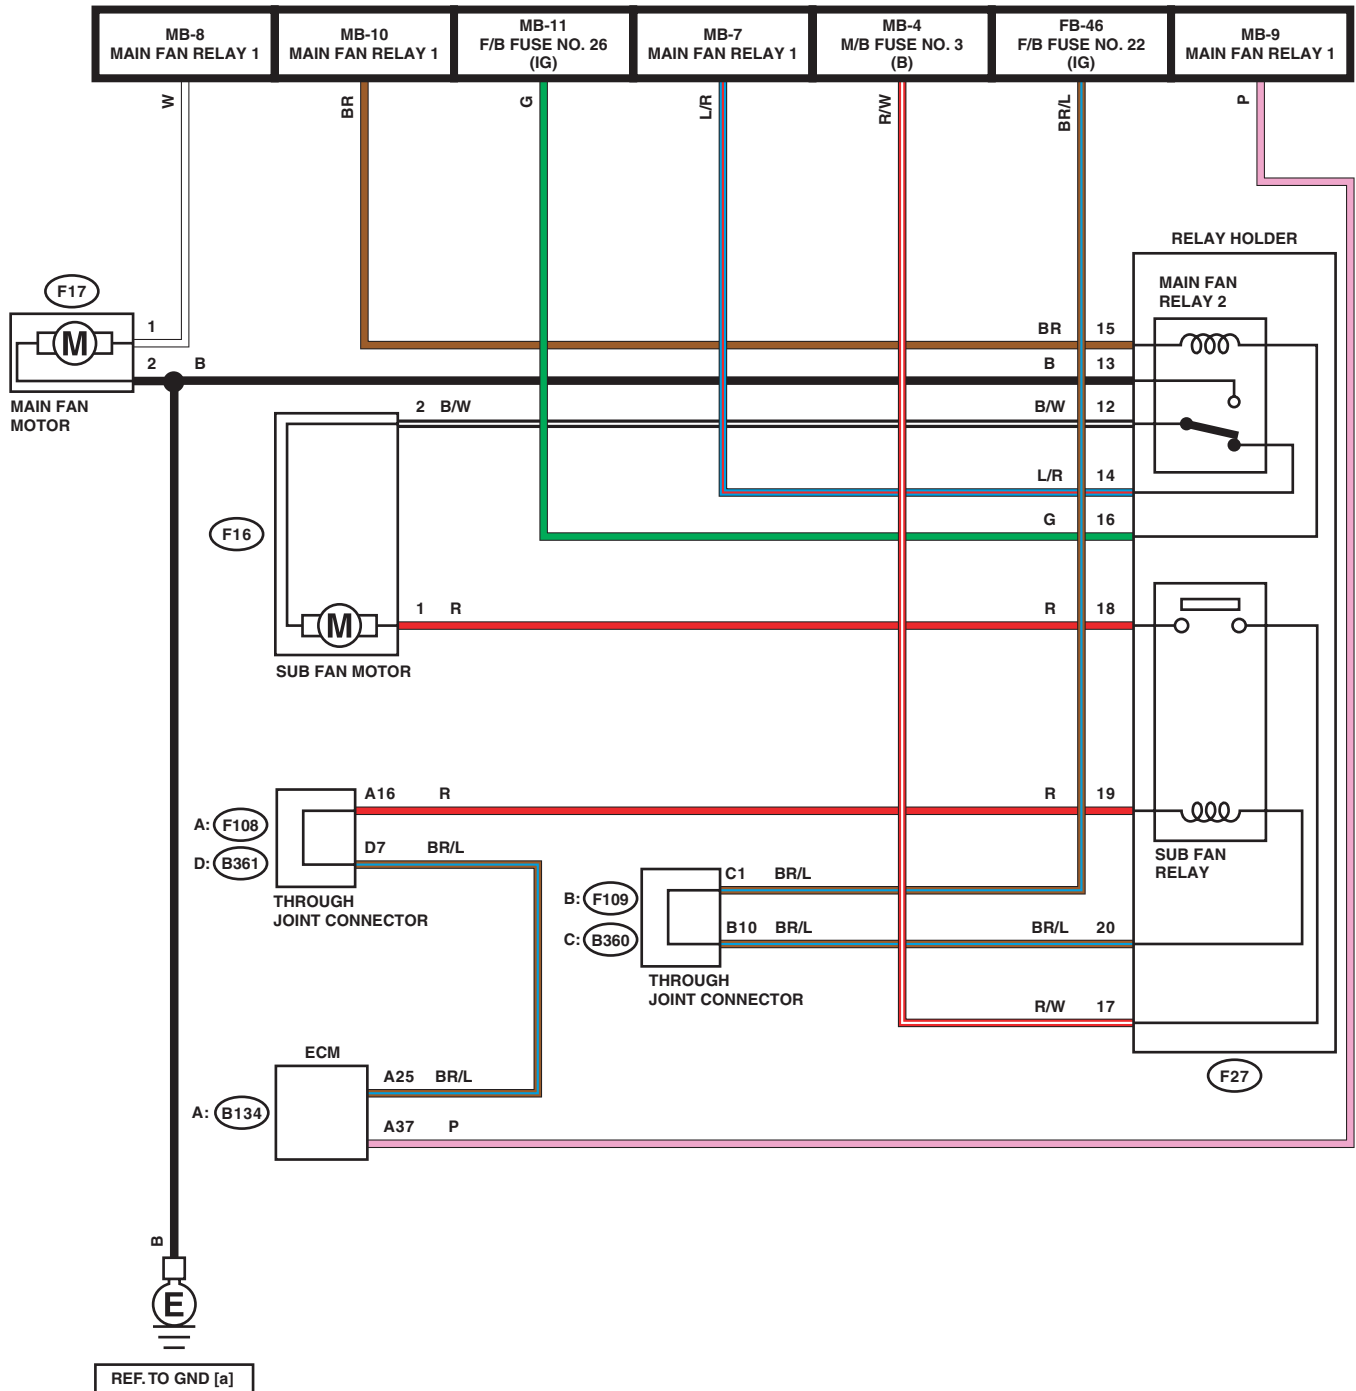 MB-8
MAIN FAN RELAY 1
MB-10
MAIN FAN RELAY 1
MB-11
F/B FUSE NO. 26
(IG)
MB-7
MAIN FAN RELAY 1
MB-4
M/B FUSE NO. 3
(B)
FB-46
F/B FUSE NO. 22
(IG)
MB-9
MAIN FAN RELAY 1
W
BR
G
L/R
R/W
BR/L
P
RELAY HOLDER
MAIN FAN
RELAY 2
F17
M
1
2 B
MAIN FAN
MOTOR
BR 15
B 13
2 B/W
B/W 12
L/R 14
G 16
F16
1 R
R 18
M
SUB FAN MOTOR
A16 R
R 19
A: F108
D: B361
D7 BR/L
THROUGH
JOINT CONNECTOR
SUB FAN
RELAY
C1 BR/L
B: F109
C: B360
B10 BR/L
BR/L 20
THROUGH
JOINT CONNECTOR
R/W 17
ECM
A25 BR/L
A: B134
A37 P
F27
B
E
REF. TO GND [a]